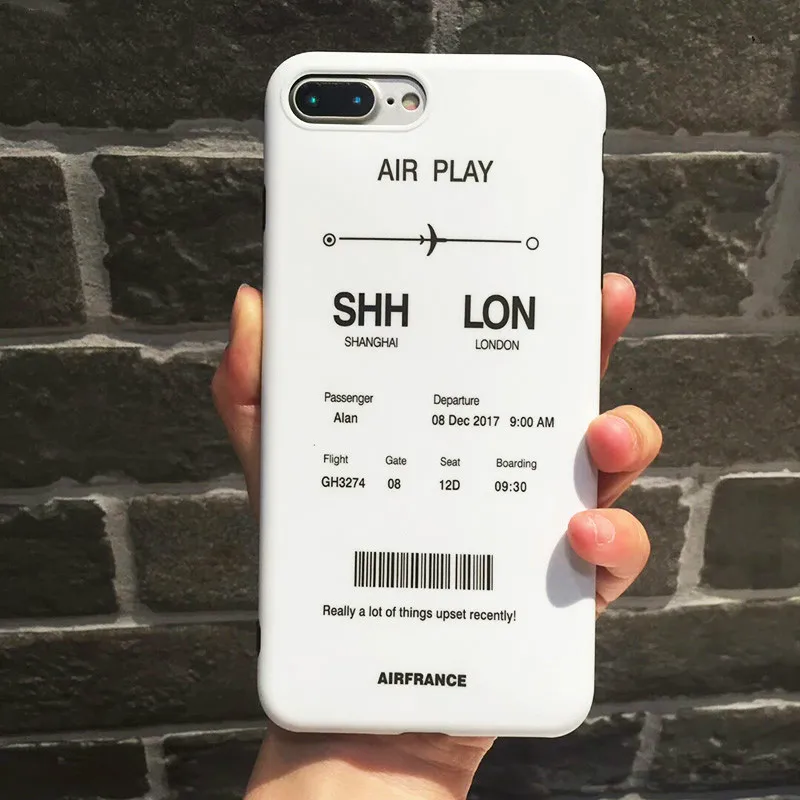 AIR PLAY
SHH LON
SHANGHAI LONDON
Passenger Departure
Alan 08 Dec 2017 9:00 AM
Flight Gate Seat Boarding
GH3274 08 12D 09:30
Really a lot of things upset recently!
AIRFRANCE